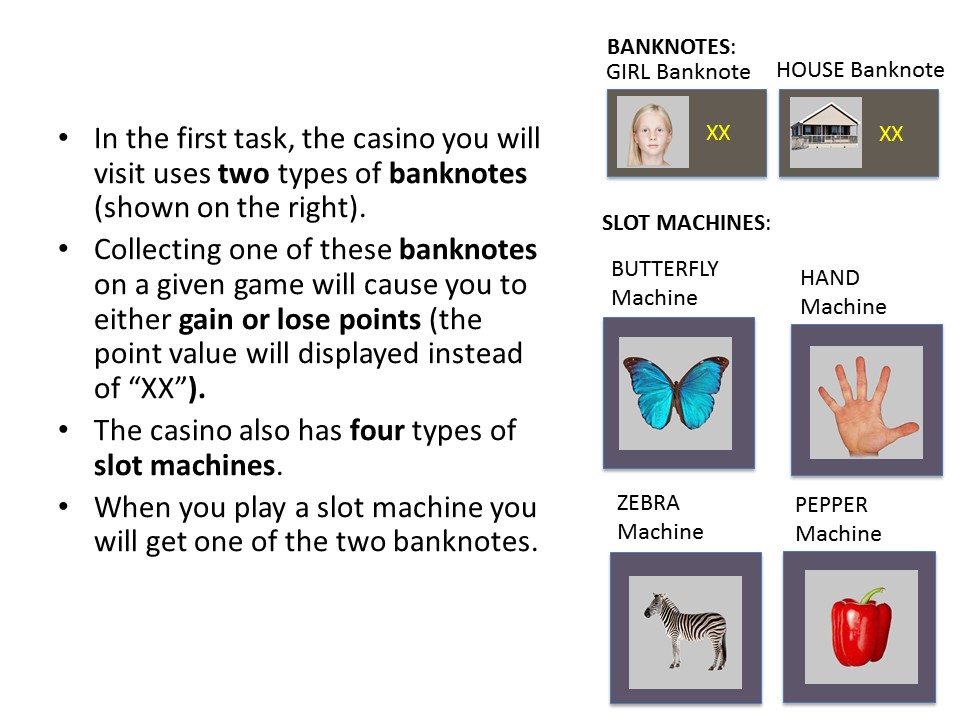 • In the first task, the casino you will
visit uses two types of banknotes
(shown on the right).
• Collecting one of these banknotes
on a given game will cause you to
either gain or lose points (the
point value will displayed instead
of “XX”).
• The casino also has four types of
slot machines.
• When you play a slot machine you
will get one of the two banknotes.
BANKNOTES:
GIRL Banknote
HOUSE Banknote
XX
XX
SLOT MACHINES:
BUTTERFLY
Machine
HAND
Machine
ZEBRA
Machine
PEPPER
Machine